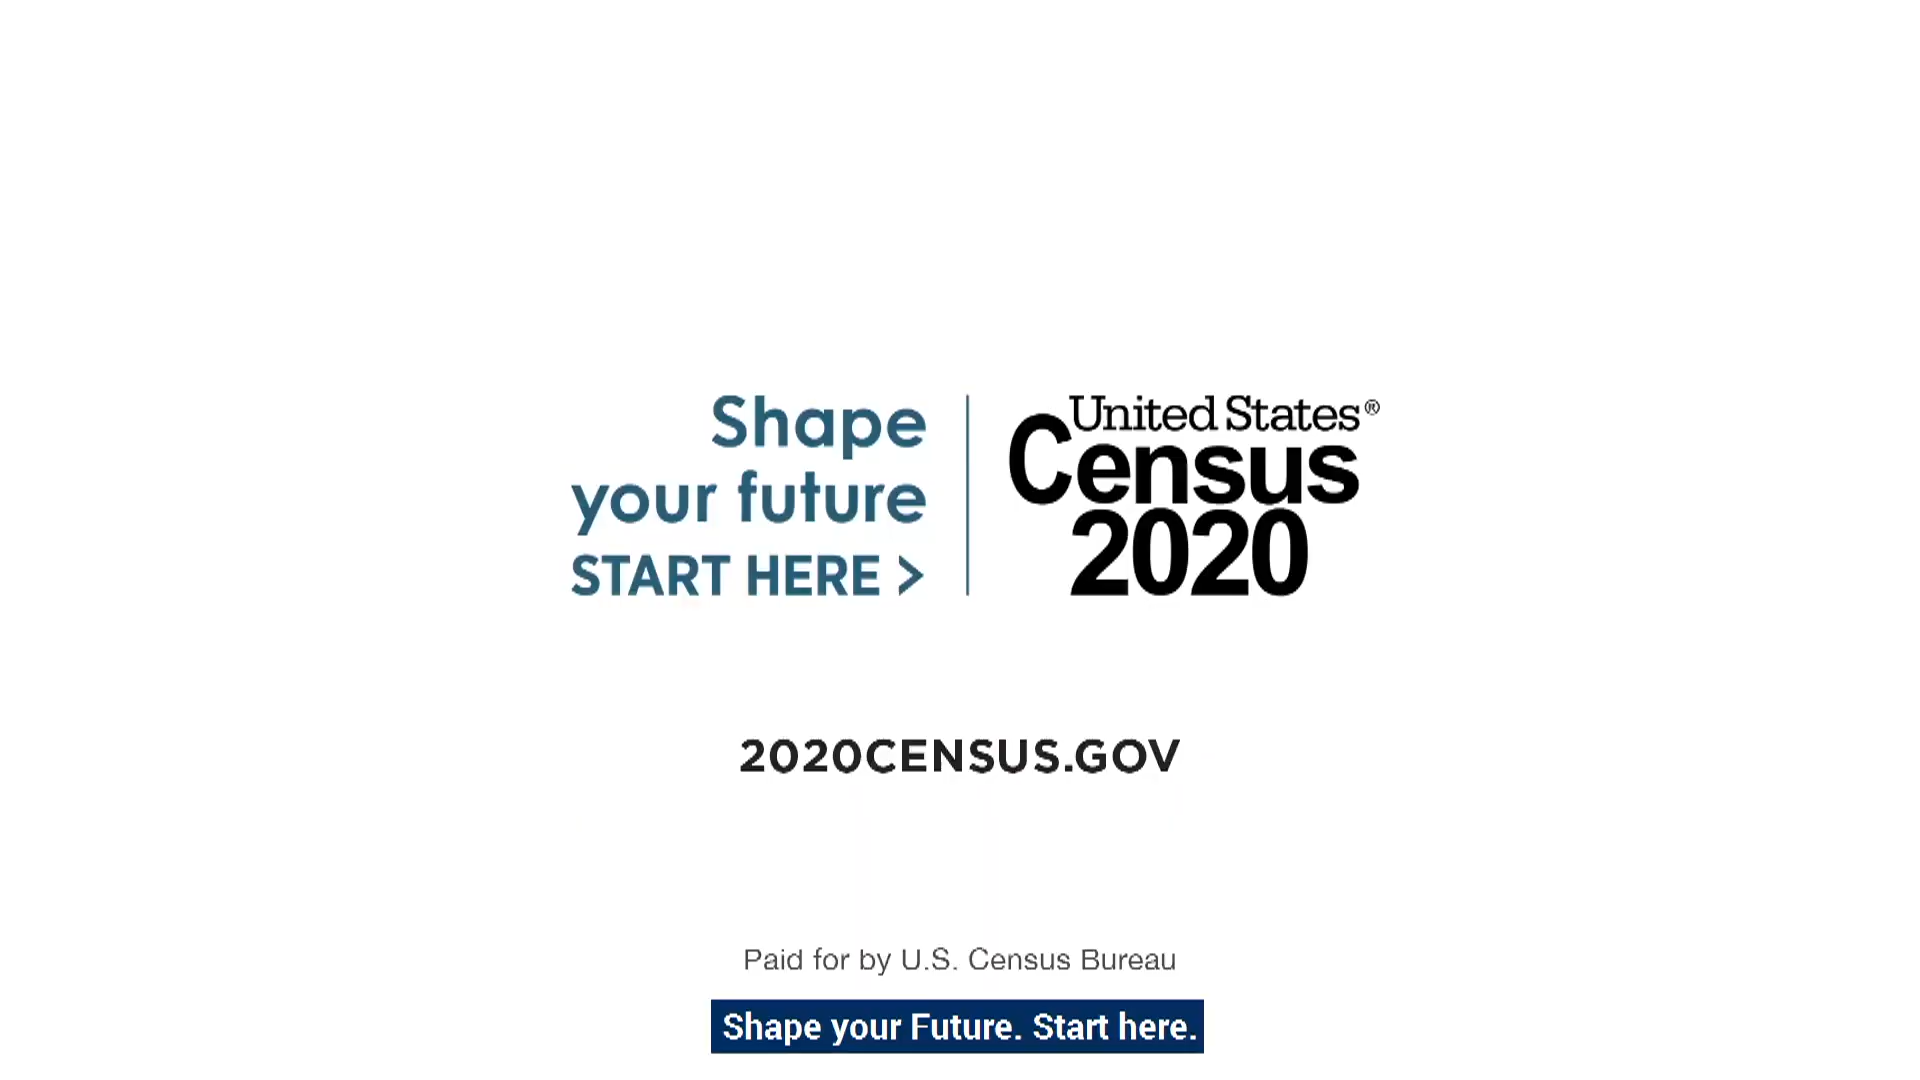 Shape
your future
START HERE >
United States®
Census
2020
2020CENSUS.GOV
Paid for by U.S. Census Bureau
Shape your Future. Start here.